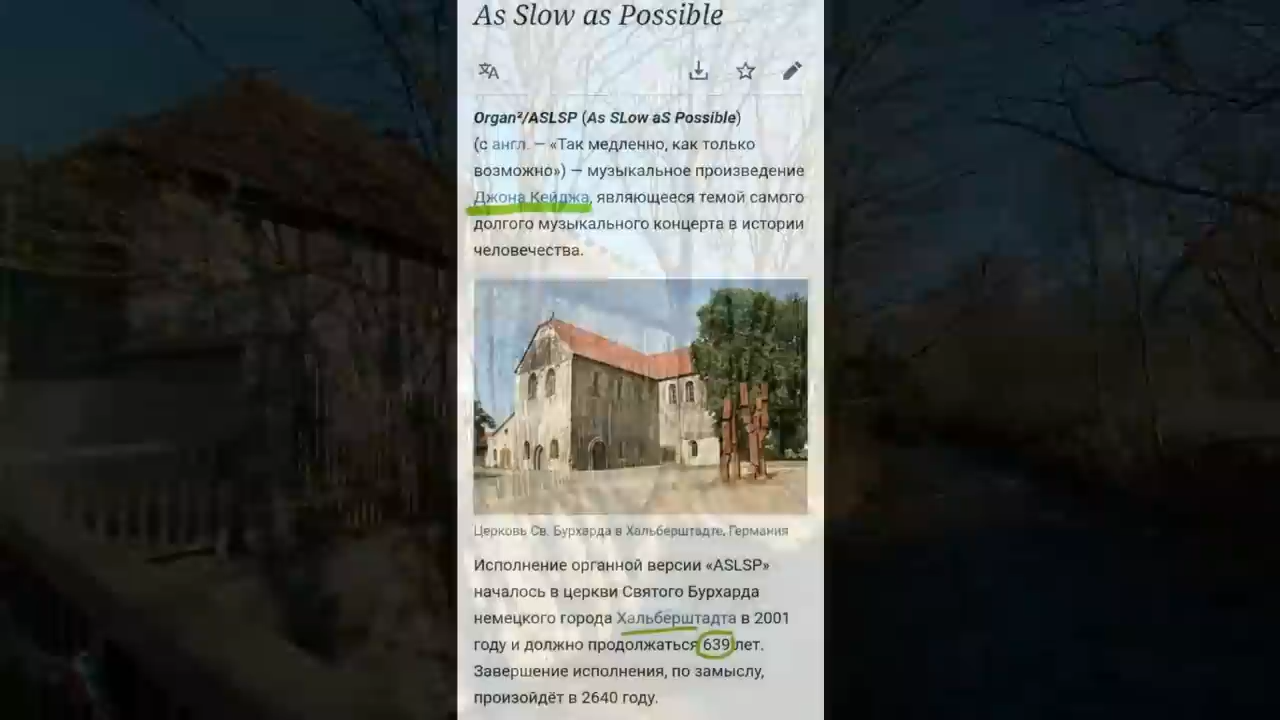 As Slow as Possible
Organ²/ASLSP (As SLow aS Possible)
(с англ. — «Так медленно, как только
возможно») — музыкальное произведение
Джона Кейджа, являющееся темой самого
долгого музыкального концерта в истории
человечества.
Церковь Св. Бурхарда в Хальберштадте, Германия
Исполнение органной версии «ASLSP»
началось в церкви Святого Бурхарда
немецкого города Хальберштадта в 2001
году и должно продолжаться 639 лет.
Завершение исполнения, по замыслу,
произойдёт в 2640 году.